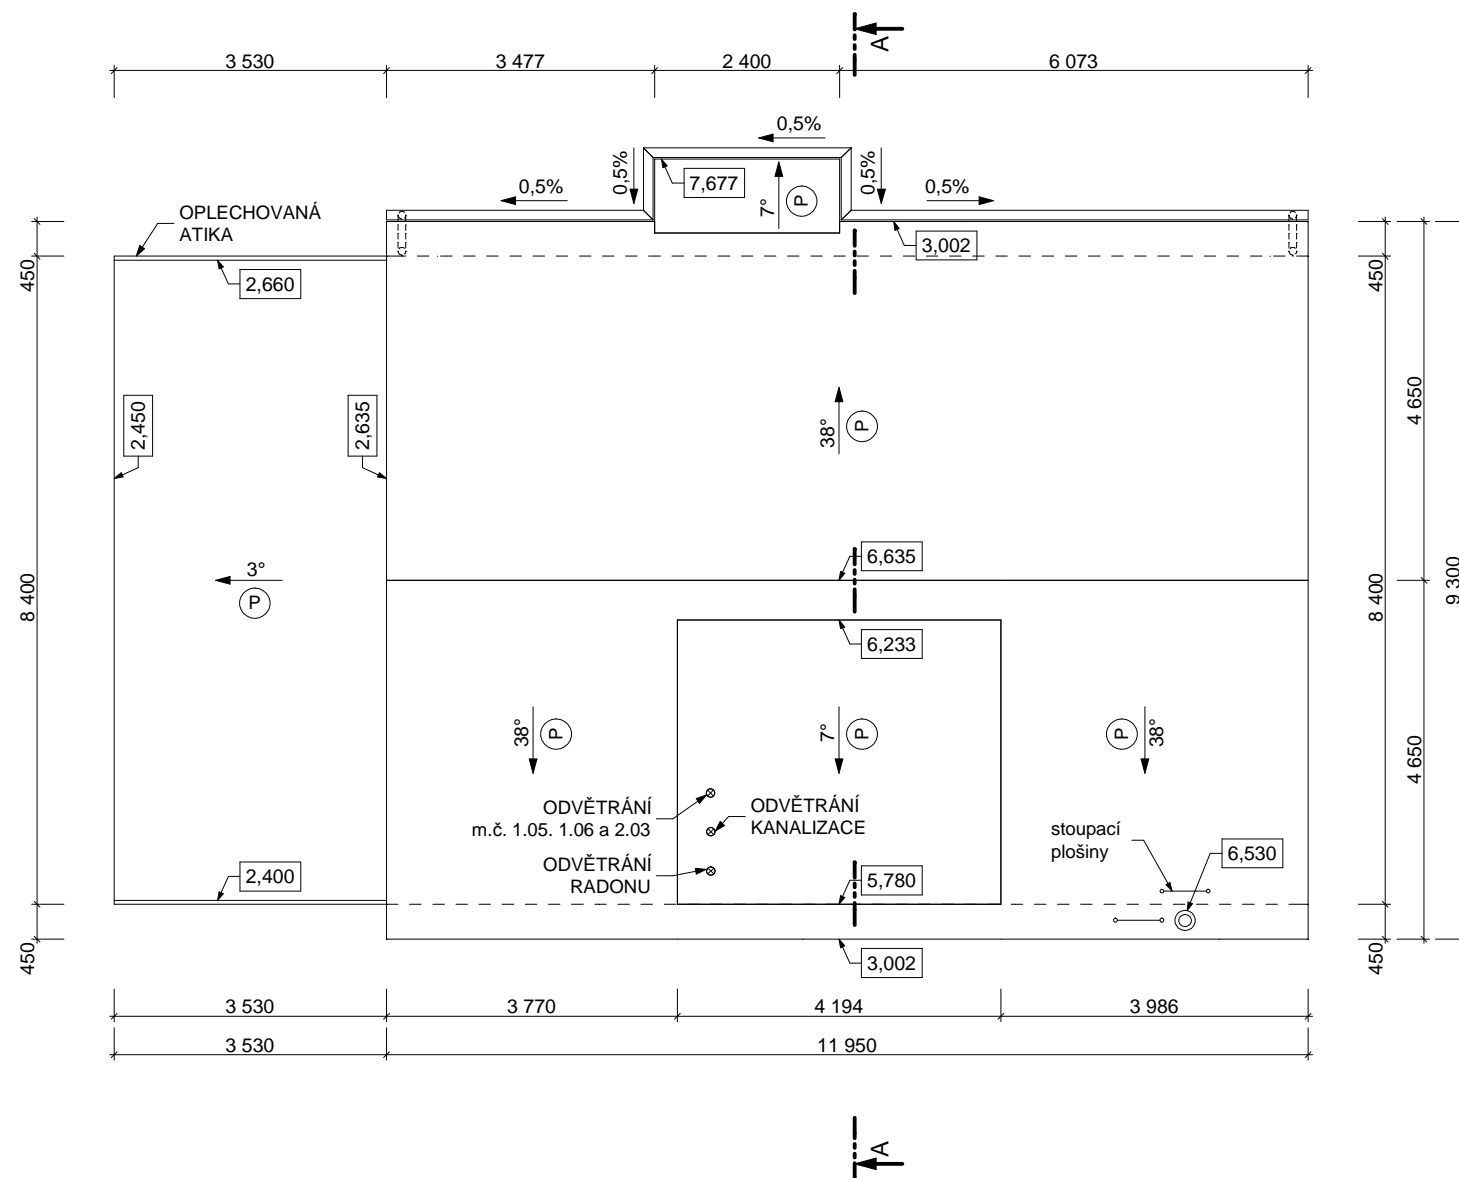 A
3 530
3 477
2 400
6 073
0,5%
0,5%
0,5%
0,5%
0,5%
7,677
7°
P
OPLECHOVANÁ
ATIKA
3,002
450
450
2,660
2,450
2,635
38°
P
4 650
6,635
3°
P
8 400
8 400
9 300
6,233
38°
P
7°
P
P
38°
4 650
ODVĚTRÁNÍ
m.č. 1.05. 1.06 a 2.03
ODVĚTRÁNÍ
KANALIZACE
ODVĚTRÁNÍ
RADONU
stoupací
plošiny
6,530
2,400
5,780
450
450
3,002
3 530
3 770
4 194
3 986
3 530
11 950
A